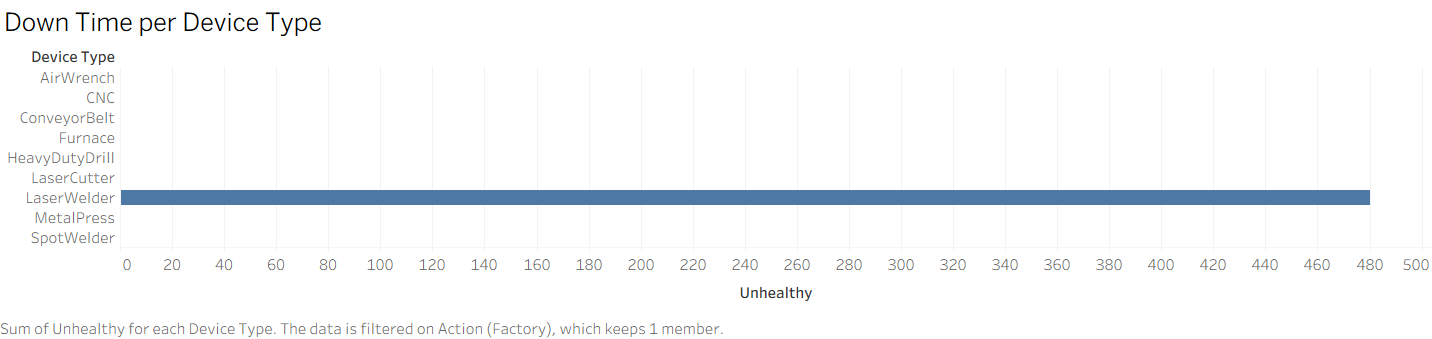 Down Time per Device Type
Device Type
AirWrench
CNC
ConveyorBelt
Furnace
HeavyDutyDrill
LaserCutter
LaserWelder
MetalPress
SpotWelder
0 20 40 60 80 100 120 140 160 180 200 220 240 260 280 300 320 340 360 380 400 420 440 460 480 500
Unhealthy
Sum of Unhealthy for each Device Type. The data is filtered on Action (Factory), which keeps 1 member.